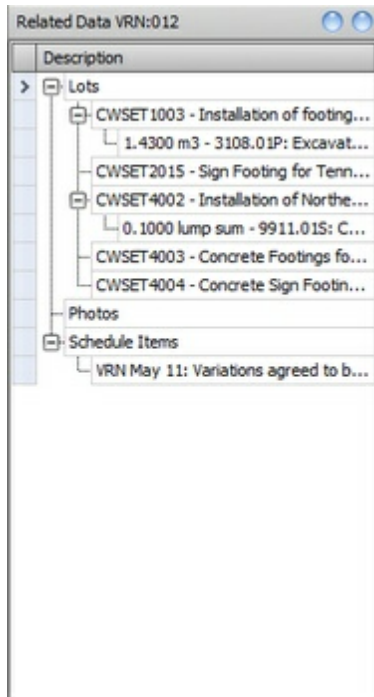 Related Data VRN:012
Description
Lots
CWSET1003 - Installation of footing...
1.4300 m3 - 3108.01P: Excavat...
CWSET2015 - Sign Footing for Tenn...
CWSET4002 - Installation of Northe...
0.1000 lump sum - 9911.01S: C...
CWSET4003 - Concrete Footings fo...
CWSET4004 - Concrete Sign Footin...
Photos
Schedule Items
VRN May 11: Variations agreed to b...